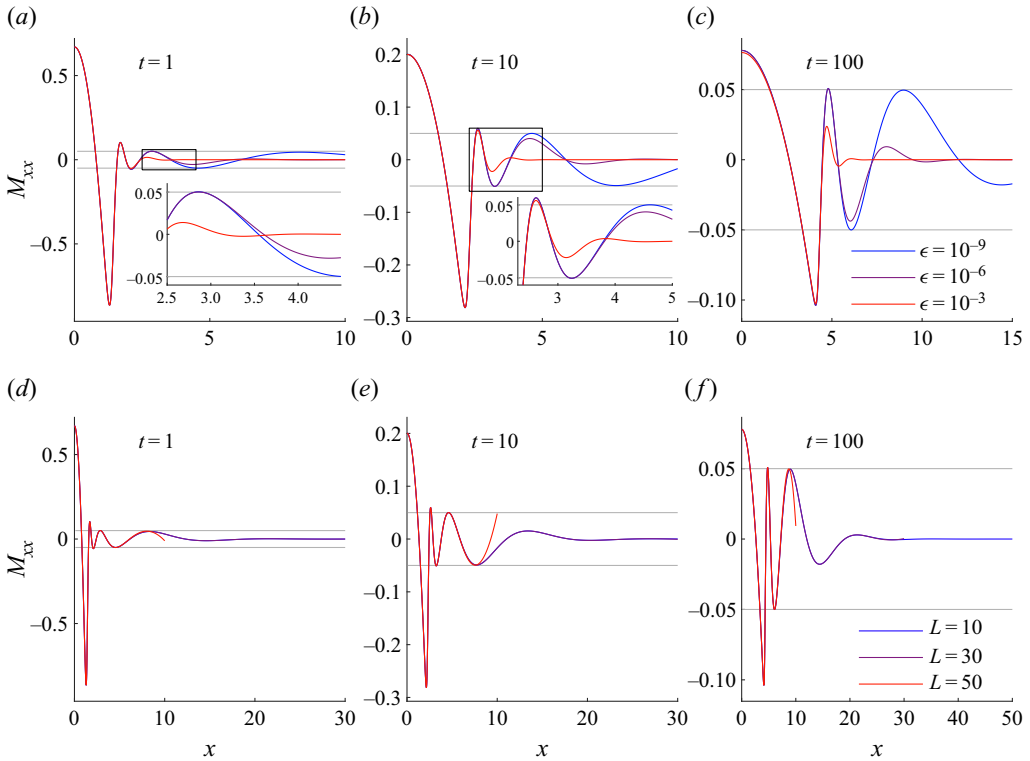 (a)
(b)
(c)
t = 1
t = 10
t = 100
M_xx
0.5
0
−0.5
0.2
0.1
0
−0.1
−0.2
−0.3
0.05
0
−0.05
−0.10
0.05
0
−0.05
2.5 3.0 3.5 4.0
0.05
0
−0.05
3 4 5
ϵ = 10⁻⁹
ϵ = 10⁻⁶
ϵ = 10⁻³
0 5 10
0 5 10
0 5 10 15
(d)
(e)
(f)
t = 1
t = 10
t = 100
M_xx
0.5
0
−0.5
0.2
0.1
0
−0.1
−0.2
−0.3
0.05
0
−0.05
−0.10
L = 10
L = 30
L = 50
0 10 20 30
0 10 20 30
0 10 20 30 40 50
x
x
x